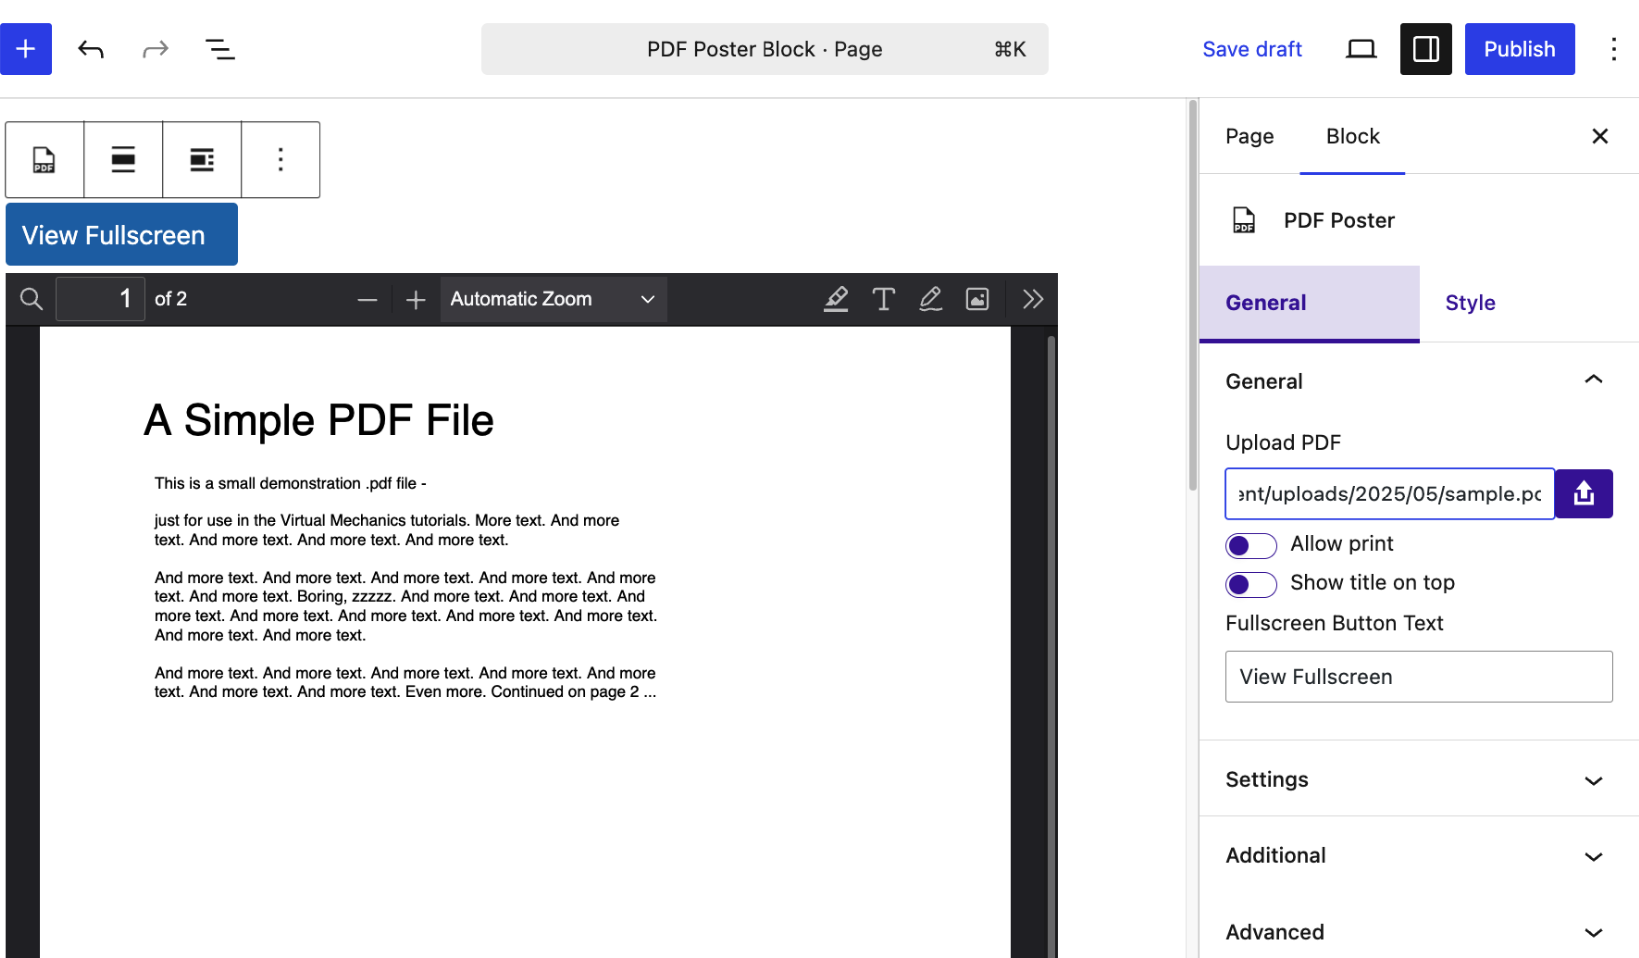 PDF Poster Block · Page ⌘K
Save draft
Publish
Page
Block
PDF
View Fullscreen
1 of 2
Automatic Zoom
A Simple PDF File
This is a small demonstration .pdf file -
just for use in the Virtual Mechanics tutorials. More text. And more
text. And more text. And more text. And more text.
And more text. And more text. And more text. And more text. And more
text. And more text. Boring, zzzzz. And more text. And more text. And
more text. And more text. And more text. And more text. And more text.
And more text. And more text.
And more text. And more text. And more text. And more text. And more
text. And more text. And more text. Even more. Continued on page 2 ...
PDF
PDF Poster
General
Style
General
Upload PDF
ent/uploads/2025/05/sample.pd
Allow print
Show title on top
Fullscreen Button Text
View Fullscreen
Settings
Additional
Advanced